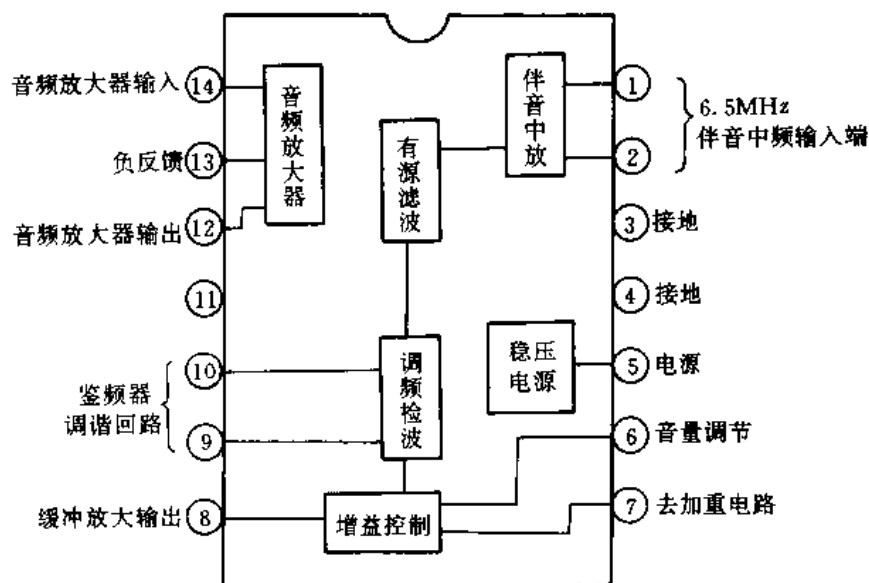 音频放大器输入
⑭
音频放大器
伴音中放
①
6.5MHz
伴音中频输入端
负反馈
⑬
有源滤波
②
音频放大器输出
⑫
③
接地
⑪
④
接地
鉴频器
调谐回路
⑩
调频检波
稳压
电源
⑤
电源
⑨
⑥
音量调节
缓冲放大输出
⑧
增益控制
⑦
去加重电路